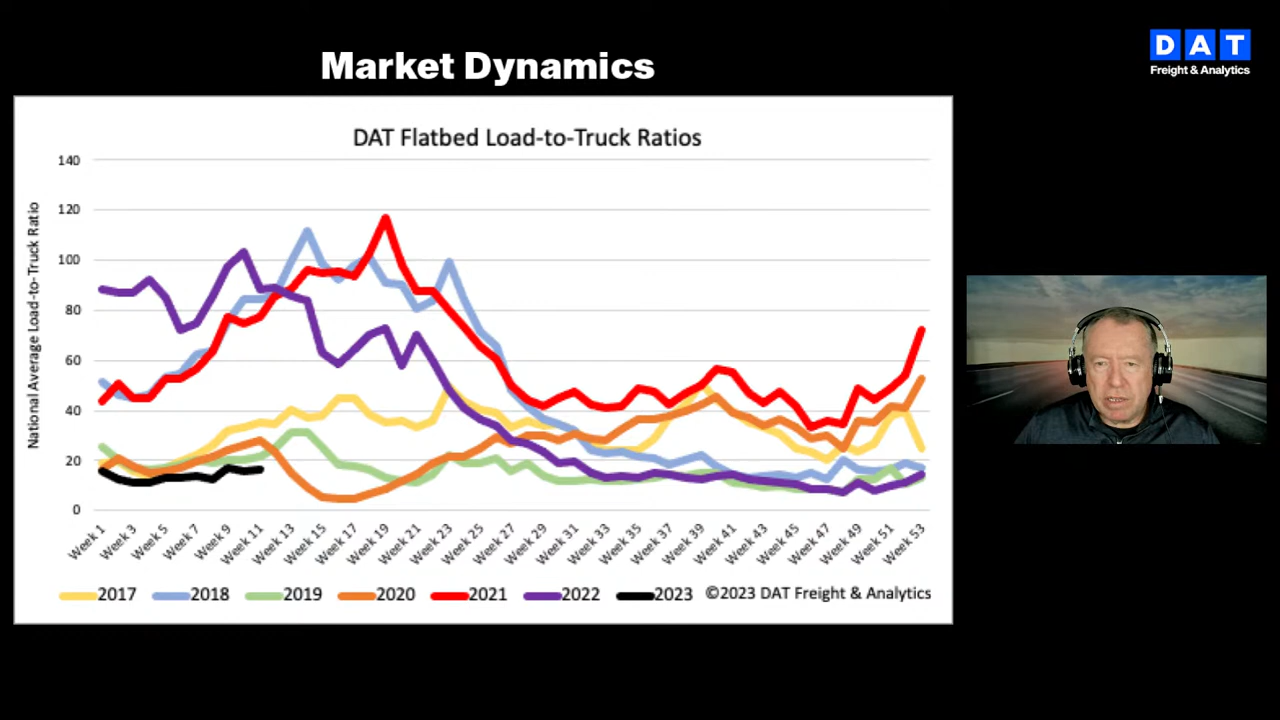 Market Dynamics
DAT
Freight & Analytics
DAT Flatbed Load-to-Truck Ratios
National Average Load-to-Truck Ratio
140
120
100
80
60
40
20
0
Week 1
Week 3
Week 5
Week 7
Week 9
Week 11
Week 13
Week 15
Week 17
Week 19
Week 21
Week 23
Week 25
Week 27
Week 29
Week 31
Week 33
Week 35
Week 37
Week 39
Week 41
Week 43
Week 45
Week 47
Week 49
Week 51
Week 53
2017 2018 2019 2020 2021 2022 2023 ©2023 DAT Freight & Analytics